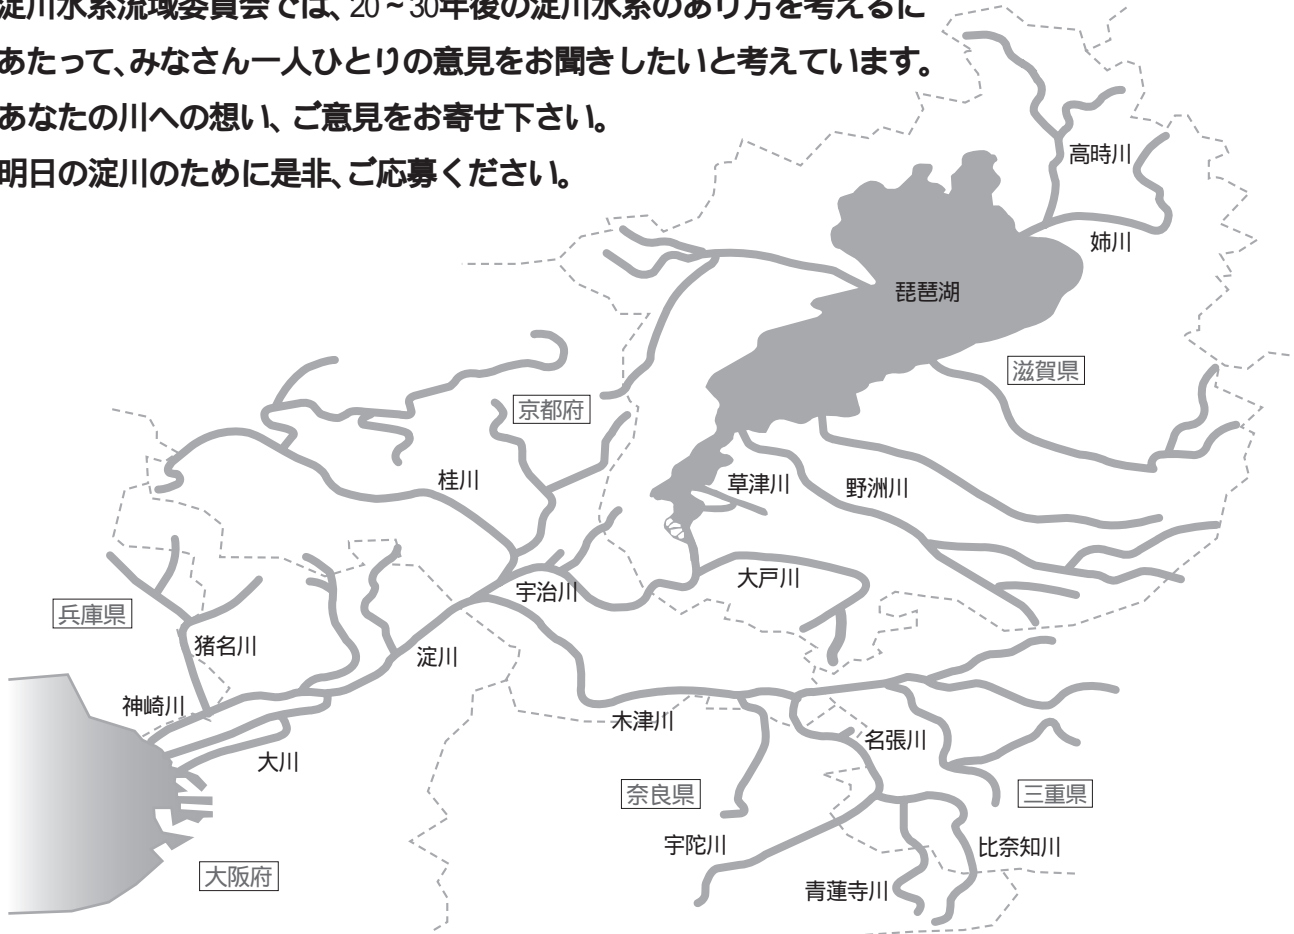 淀川水系流域委員会では、20~30年後の淀川水系のあり方を考えるに
あたって、みなさん一人ひとりの意見をお聞きしたいと考えています。
あなたの川への想い、ご意見をお寄せ下さい。
明日の淀川のために是非、ご応募ください。
高時川
姉川
琵琶湖
滋賀県
京都府
桂川
草津川
野洲川
大戸川
宇治川
兵庫県
猪名川
淀川
神崎川
木津川
名張川
大川
奈良県
三重県
宇陀川
比奈知川
大阪府
青蓮寺川